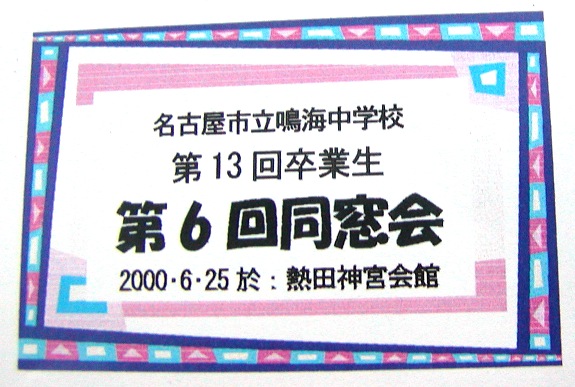 名古屋市立鳴海中学校
第13回卒業生
第6回同窓会
2000・6・25 於：熱田神宮会館